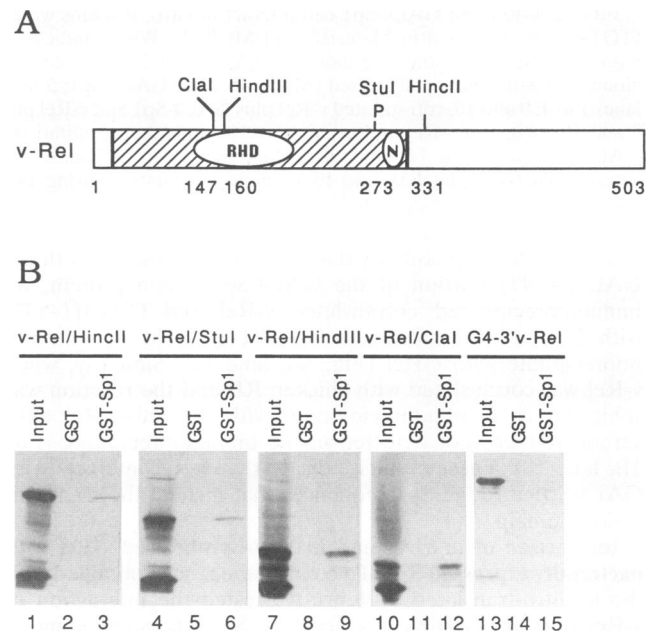 A
ClaI HindIII StuI HincII
P
v-Rel RHD N
1 147 160 273 331 503
B
v-Rel/HincII v-Rel/StuI v-Rel/HindIII v-Rel/ClaI G4-3'v-Rel
Input GST GST-Sp1 Input GST GST-Sp1 Input GST GST-Sp1 Input GST GST-Sp1 Input GST GST-Sp1
1 2 3 4 5 6 7 8 9 10 11 12 13 14 15